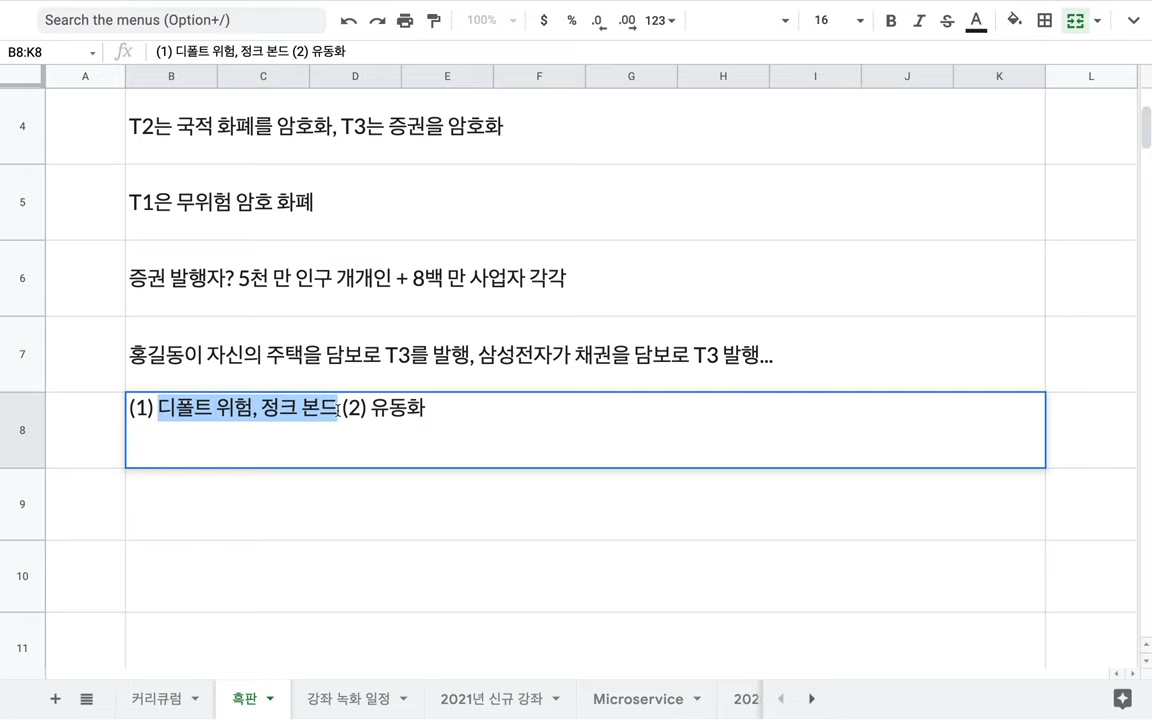 Search the menus (Option+/)
100%
$ % .0 .00 123
16
B I S A
B8:K8 fx (1) 디폴트 위험, 정크 본드 (2) 유동화
A B C D E F G H I J K L
4 T2는 국적 화폐를 암호화, T3는 증권을 암호화
5 T1은 무위험 암호 화폐
6 증권 발행자? 5천 만 인구 개개인 + 8백 만 사업자 각각
7 홍길동이 자신의 주택을 담보로 T3를 발행, 삼성전자가 채권을 담보로 T3 발행...
8 (1) 디폴트 위험, 정크 본드 (2) 유동화
9
10
11
커리큐럼 흑판 강좌 녹화 일정 2021년 신규 강좌 Microservice 202